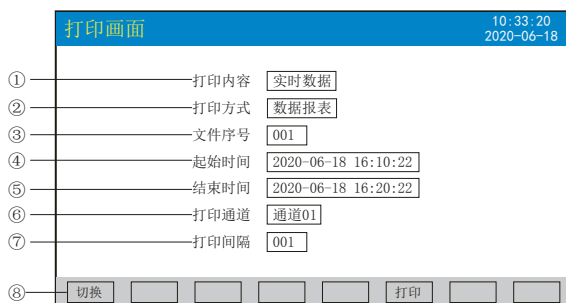 打印画面
10:33:20
2020-06-18
① 打印内容 实时数据
② 打印方式 数据报表
③ 文件序号 001
④ 起始时间 2020-06-18 16:10:22
⑤ 结束时间 2020-06-18 16:20:22
⑥ 打印通道 通道01
⑦ 打印间隔 001
⑧ 切换 打印